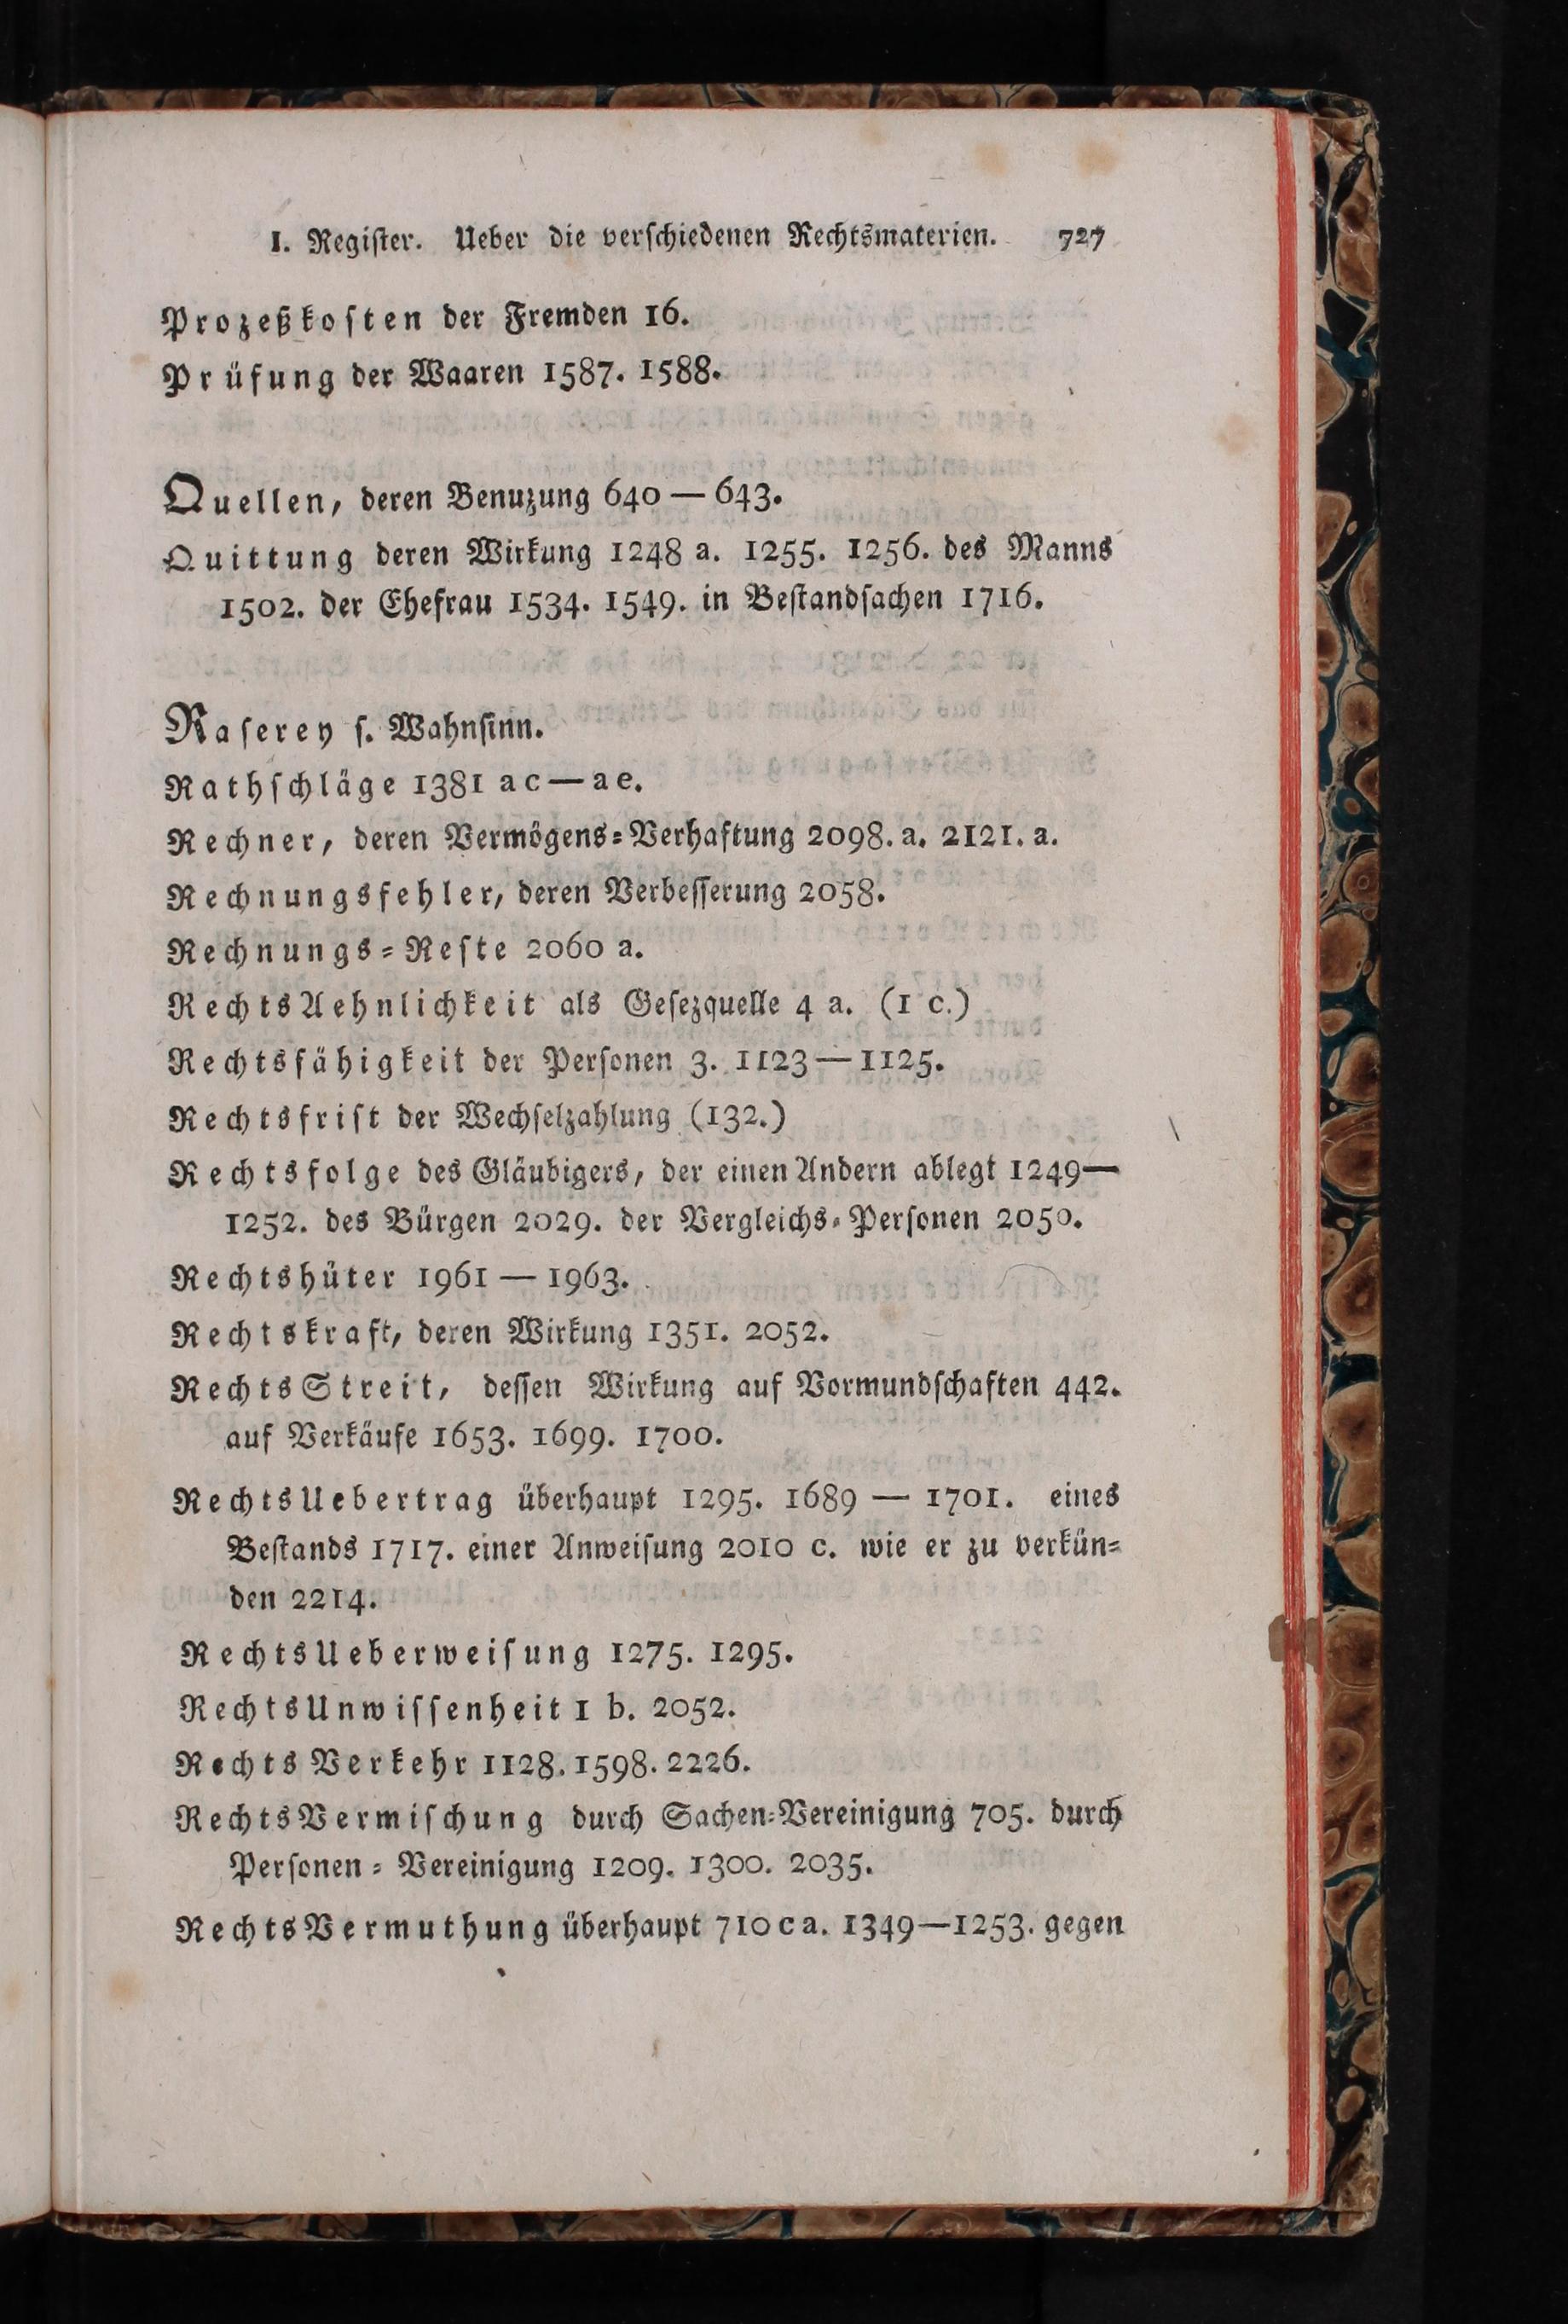 I. Regiſter. Ueber die verſchiedenen Rechtsmaterien. 727
Prozeßkoſten der Fremden 16.
Prüfung der Waaren 1587. 1588.
Quellen, deren Benuzung 640 — 643.
Quittung deren Wirkung 1248 a. 1255. 1256. des Manns
1502. der Ehefrau 1534. 1549. in Beſtandſachen 1716.
Raſerey ſ. Wahnſinn.
Rathſchläge 1381 ac—ae.
Rechner, deren Vermögens=Verhaftung 2098. a. 2121. a.
Rechnungsfehler, deren Verbeſſerung 2058.
Rechnungs=Reſte 2060 a.
RechtsAehnlichkeit als Geſezquelle 4 a. (1 c.)
Rechtsfähigkeit der Perſonen 3. 1123—1125.
Rechtsfriſt der Wechſelzahlung (132.)
Rechtsfolge des Gläubigers, der einen Andern ablegt 1249—
1252. des Bürgen 2029. der Vergleichs=Perſonen 2050.
Rechtshüter 1961 — 1963.
Rechtskraft, deren Wirkung 1351. 2052.
RechtsStreit, deſſen Wirkung auf Vormundſchaften 442.
auf Verkäufe 1653. 1699. 1700.
RechtsUebertrag überhaupt 1295. 1689 — 1701. eines
Beſtands 1717. einer Anweiſung 2010 c. wie er zu verkün=
den 2214.
RechtsUeberweiſung 1275. 1295.
RechtsUnwiſſenheit 1 b. 2052.
RechtsVerkehr 1128. 1598. 2226.
RechtsVermiſchung durch Sachen=Vereinigung 705. durch
Perſonen=Vereinigung 1209. 1300. 2035.
RechtsVermuthung überhaupt 710 c a. 1349—1253. gegen